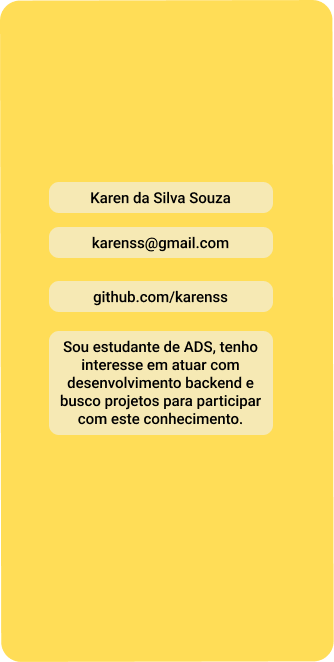 Karen da Silva Souza
karenss@gmail.com
github.com/karenss
Sou estudante de ADS, tenho
interesse em atuar com
desenvolvimento backend e
busco projetos para participar
com este conhecimento.